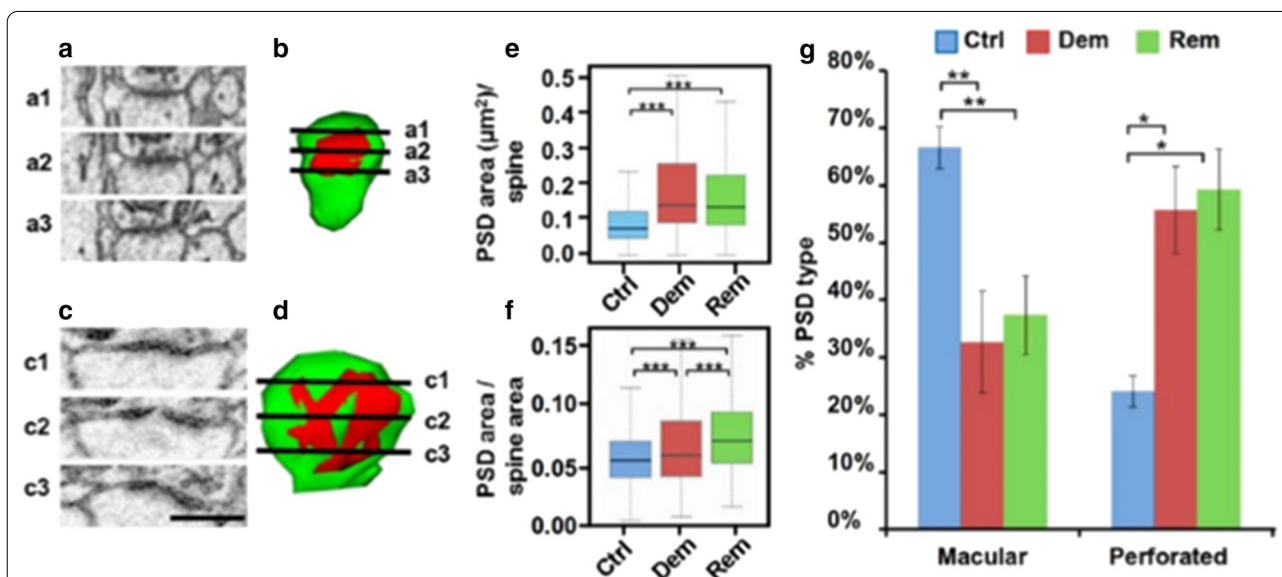 a
a1
a2
a3
b
a1
a2
a3
c
c1
c2
c3
d
c1
c2
c3
e
PSD area (µm²)/
spine
0.5
0.4
0.3
0.2
0.1
0.0
***
***
Ctrl
Dem
Rem
f
PSD area /
spine area
0.15
0.10
0.05
0.00
***
*** ***
Ctrl
Dem
Rem
g
Ctrl Dem Rem
% PSD type
80%
70%
60%
50%
40%
30%
20%
10%
0%
**
**
*
*
Macular Perforated